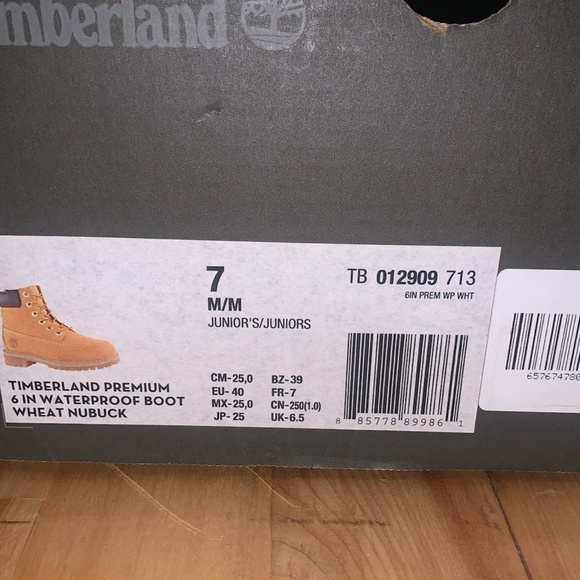 Timberland
7
M/M
JUNIOR'S/JUNIORS
TB 012909 713
6IN PREM WP WHT
TIMBERLAND PREMIUM
6 IN WATERPROOF BOOT
WHEAT NUBUCK
CM-25,0 BZ-39
EU- 40 FR-7
MX-25,0 CN-250(1.0)
JP-25 UK-6.5
8 85778 89986 1
657674780